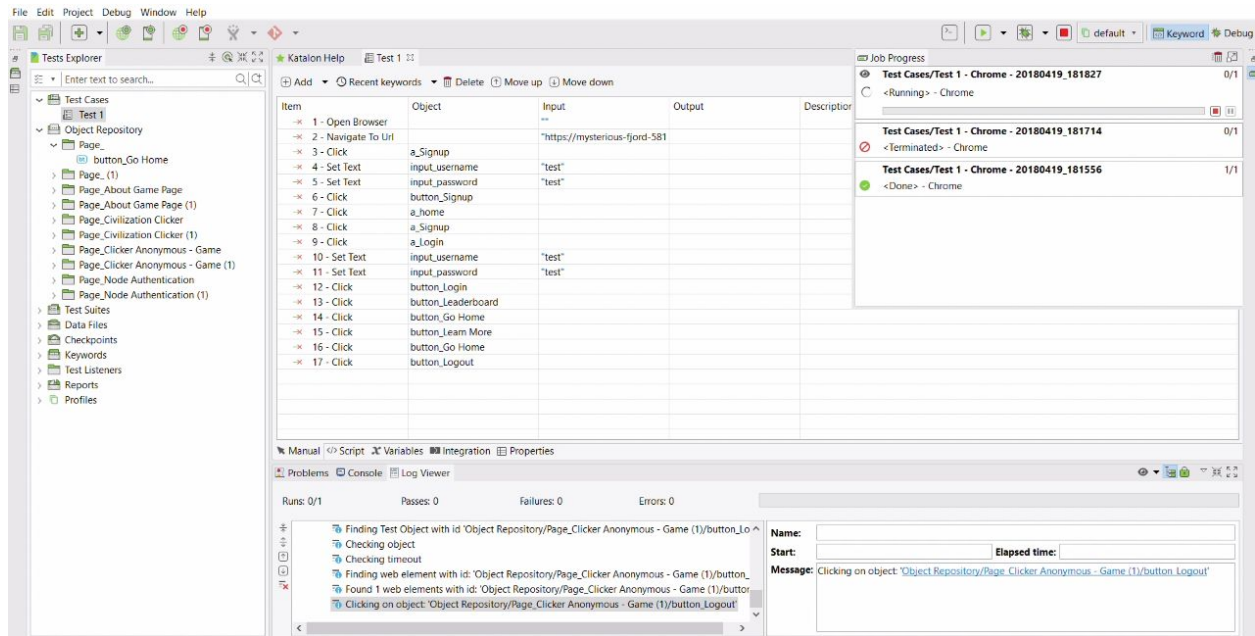 File Edit Project Debug Window Help
default Keyword Debug
Tests Explorer
Enter text to search...
Test Cases
Test 1
Object Repository
Page_
button_Go Home
Page_ (1)
Page_About Game Page
Page_About Game Page (1)
Page_Civilization Clicker
Page_Civilization Clicker (1)
Page_Clicker Anonymous - Game
Page_Clicker Anonymous - Game (1)
Page_Node Authentication
Page_Node Authentication (1)
Test Suites
Data Files
Checkpoints
Keywords
Test Listeners
Reports
Profiles
Katalon Help Test 1
Add Recent keywords Delete Move up Move down
Item Object Input Output Description
1 - Open Browser ""
2 - Navigate To Url "https://mysterious-fjord-581
3 - Click a_Signup
4 - Set Text input_username "test"
5 - Set Text input_password "test"
6 - Click button_Signup
7 - Click a_home
8 - Click a_Signup
9 - Click a_Login
10 - Set Text input_username "test"
11 - Set Text input_password "test"
12 - Click button_Login
13 - Click button_Leaderboard
14 - Click button_Go Home
15 - Click button_Learn More
16 - Click button_Go Home
17 - Click button_Logout
Manual Script Variables Integration Properties
Job Progress
Test Cases/Test 1 - Chrome - 20180419_181827 0/1
<Running> - Chrome
Test Cases/Test 1 - Chrome - 20180419_181714 0/1
<Terminated> - Chrome
Test Cases/Test 1 - Chrome - 20180419_181556 1/1
<Done> - Chrome
Problems Console Log Viewer
Runs: 0/1 Passes: 0 Failures: 0 Errors: 0
Finding Test Object with id 'Object Repository/Page_Clicker Anonymous - Game (1)/button_Lo
Checking object
Checking timeout
Finding web element with id: 'Object Repository/Page_Clicker Anonymous - Game (1)/button_
Found 1 web elements with id: 'Object Repository/Page_Clicker Anonymous - Game (1)/button
Clicking on object: 'Object Repository/Page_Clicker Anonymous - Game (1)/button_Logout'
Name:
Start: Elapsed time:
Message: Clicking on object: 'Object Repository/Page_Clicker Anonymous - Game (1)/button_Logout'